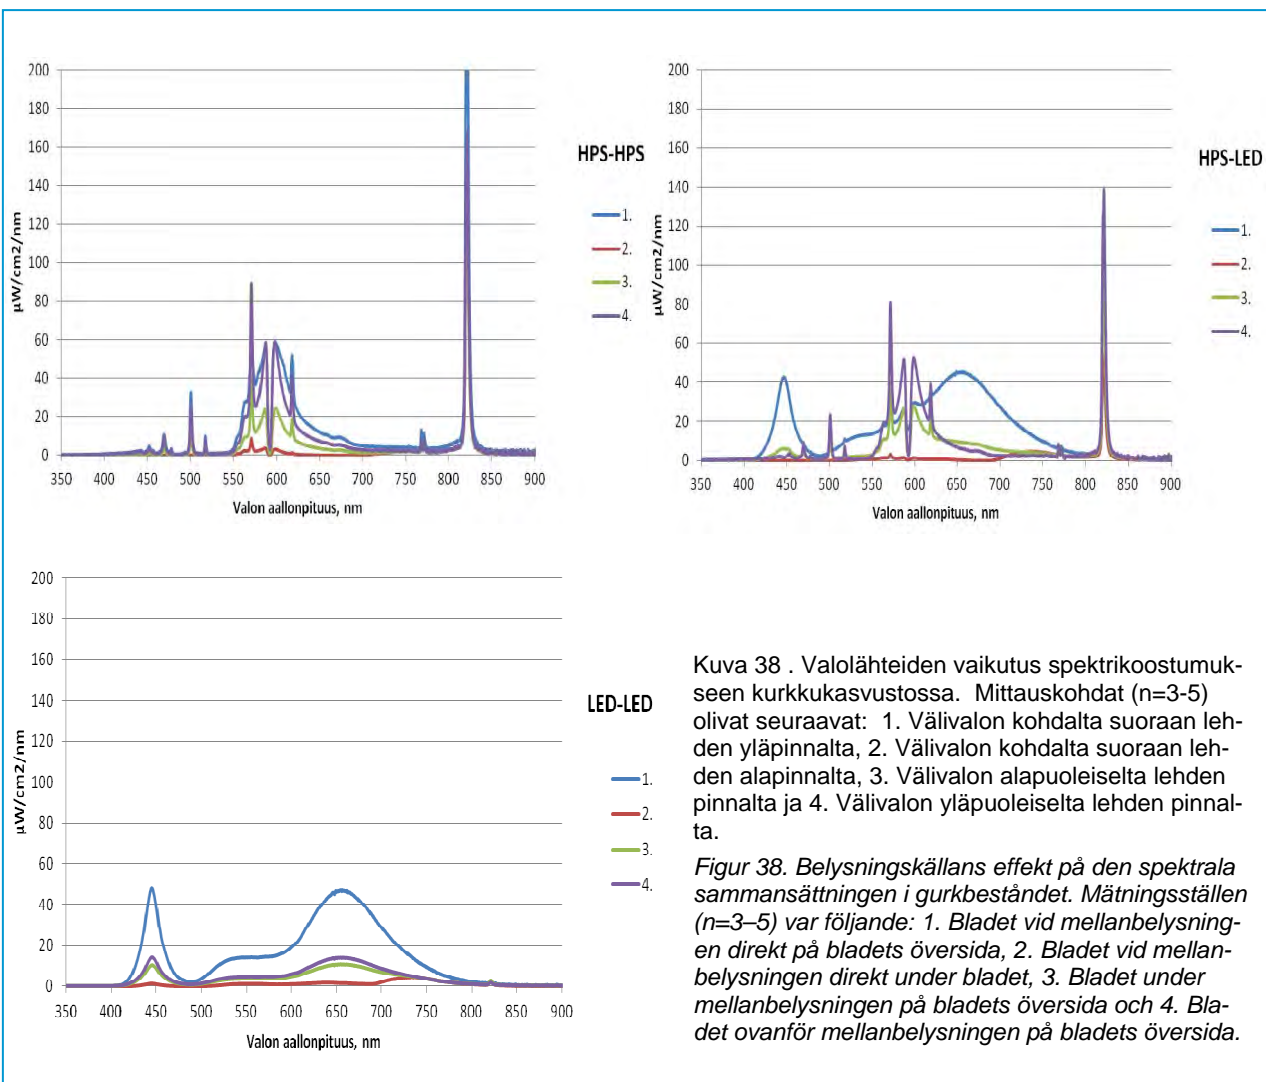 200
180
160
140
120
100
80
60
40
20
0
µW/cm2/nm
350 400 450 500 550 600 650 700 750 800 850 900
Valon aallonpituus, nm
HPS-HPS
1.
2.
3.
4.
200
180
160
140
120
100
80
60
40
20
0
µW/cm2/nm
350 400 450 500 550 600 650 700 750 800 850 900
Valon aallonpituus, nm
HPS-LED
1.
2.
3.
4.
200
180
160
140
120
100
80
60
40
20
0
µW/cm2/nm
350 400 450 500 550 600 650 700 750 800 850 900
Valon aallonpituus, nm
LED-LED
1.
2.
3.
4.
Kuva 38 . Valolähteiden vaikutus spektrikoostumuk-
seen kurkkukasvustossa. Mittauskohdat (n=3-5)
olivat seuraavat: 1. Välivalon kohdalta suoraan leh-
den yläpinnalta, 2. Välivalon kohdalta suoraan leh-
den alapinnalta, 3. Välivalon alapuoleiselta lehden
pinnalta ja 4. Välivalon yläpuoleiselta lehden pinnal-
ta.
Figur 38. Belysningskällans effekt på den spektrala
sammansättningen i gurkbeståndet. Mätningsställen
(n=3–5) var följande: 1. Bladet vid mellanbelysning-
en direkt på bladets översida, 2. Bladet vid mellan-
belysningen direkt under bladet, 3. Bladet under
mellanbelysningen på bladets översida och 4. Bla-
det ovanför mellanbelysningen på bladets översida.